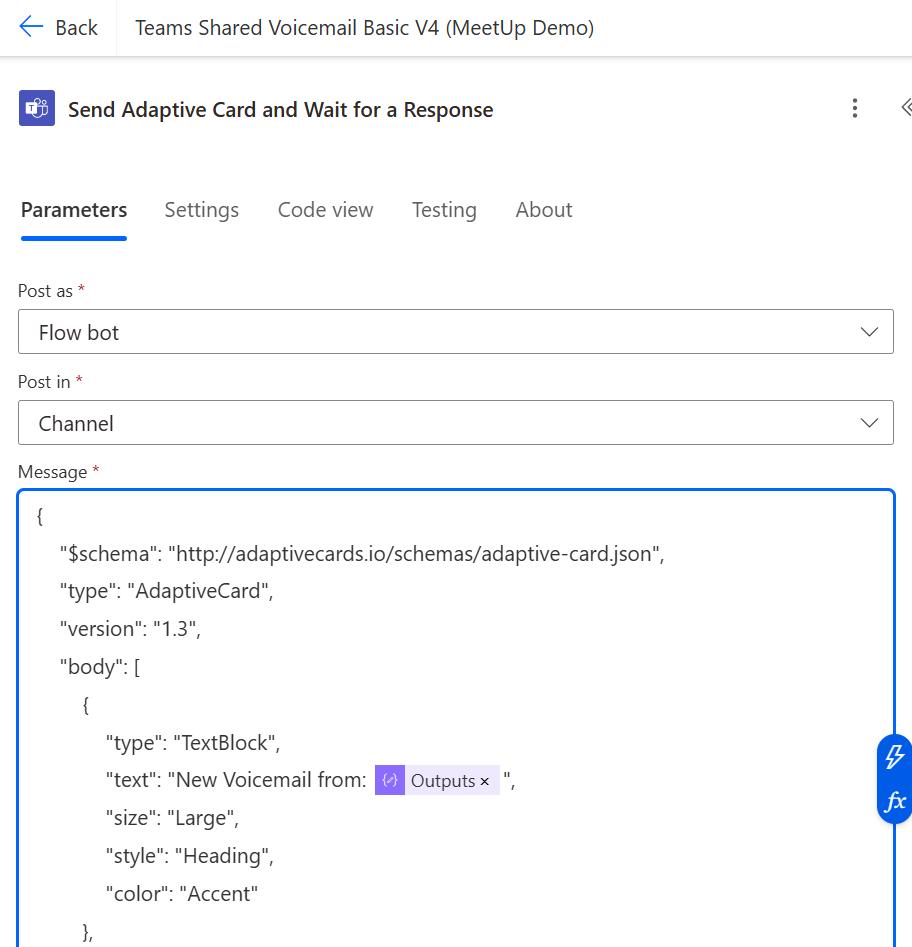 Back Teams Shared Voicemail Basic V4 (MeetUp Demo)
Send Adaptive Card and Wait for a Response
Parameters Settings Code view Testing About
Post as *
Flow bot
Post in *
Channel
Message *
{
"$schema": "http://adaptivecards.io/schemas/adaptive-card.json",
"type": "AdaptiveCard",
"version": "1.3",
"body": [
{
"type": "TextBlock",
"text": "New Voicemail from: Outputs × ",
"size": "Large",
"style": "Heading",
"color": "Accent"
},
fx